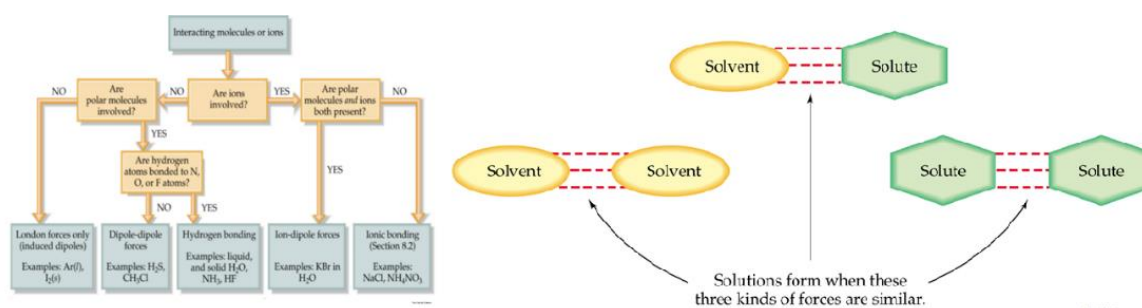 Interacting molecules or ions
Are
polar molecules
involved?
NO
NO
Are ions
involved?
YES
Are polar
molecules and ions
both present?
NO
YES
Are hydrogen
atoms bonded to N,
O, or F atoms?
YES
NO
YES
London forces only
(induced dipoles)
Examples: Ar(l),
I₂(s)
Dipole-dipole
forces
Examples: H₂S,
CH₃Cl
Hydrogen bonding
Examples: liquid,
and solid H₂O,
NH₃, HF
Ion-dipole forces
Examples: KBr in
H₂O
Ionic bonding
(Section 8.2)
Examples:
NaCl, NH₄NO₃
Solvent
Solute
Solvent
Solvent
Solute
Solute
Solutions form when these
three kinds of forces are similar.